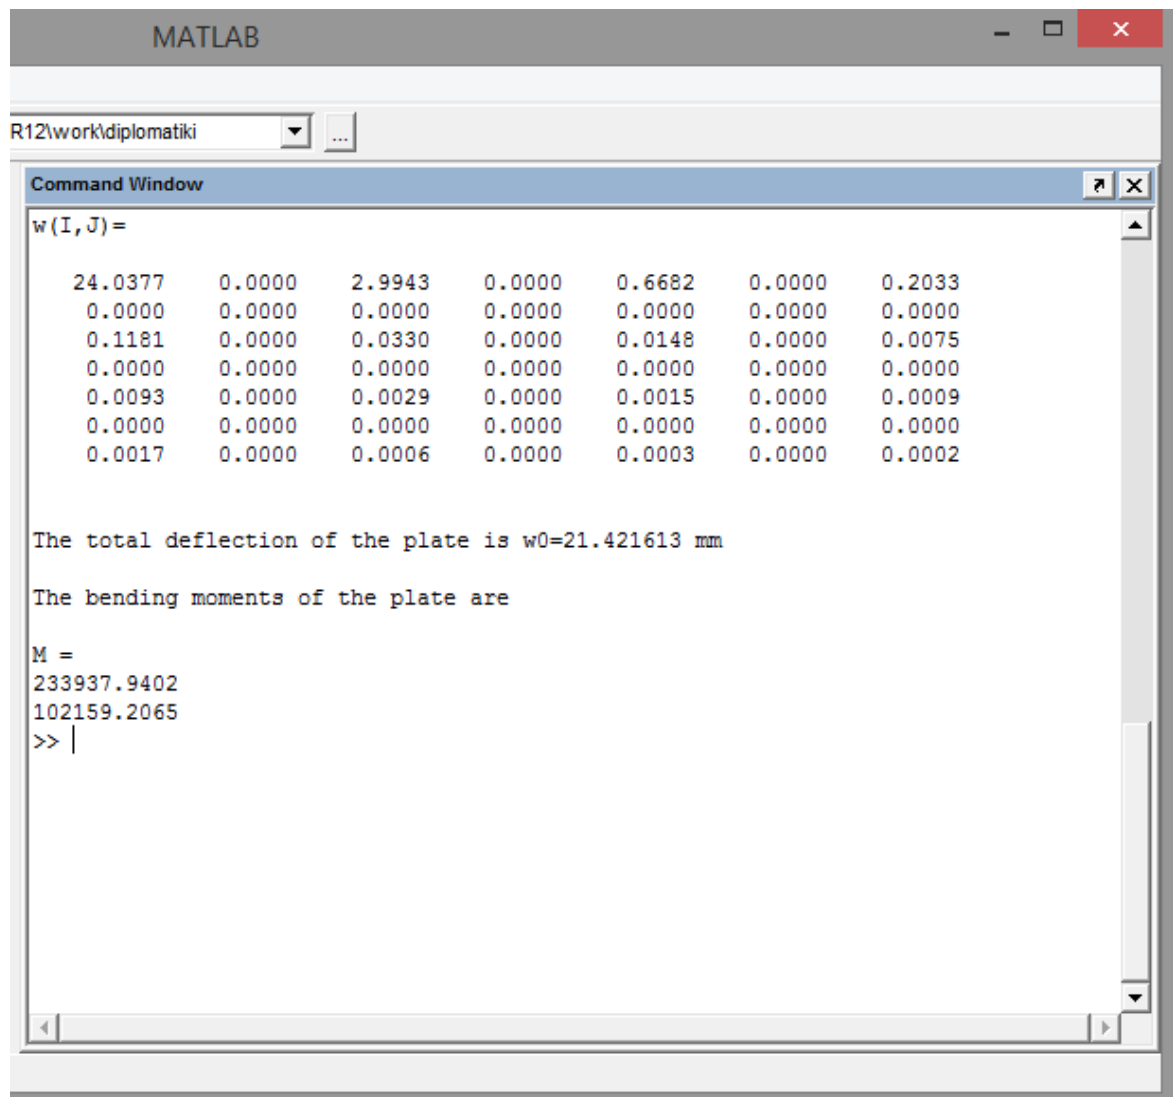 MATLAB
R12\work\diplomatiki
...
Command Window
w(I,J)=
24.0377 0.0000 2.9943 0.0000 0.6682 0.0000 0.2033
0.0000 0.0000 0.0000 0.0000 0.0000 0.0000 0.0000
0.1181 0.0000 0.0330 0.0000 0.0148 0.0000 0.0075
0.0000 0.0000 0.0000 0.0000 0.0000 0.0000 0.0000
0.0093 0.0000 0.0029 0.0000 0.0015 0.0000 0.0009
0.0000 0.0000 0.0000 0.0000 0.0000 0.0000 0.0000
0.0017 0.0000 0.0006 0.0000 0.0003 0.0000 0.0002
The total deflection of the plate is w0=21.421613 mm
The bending moments of the plate are
M =
233937.9402
102159.2065
>>